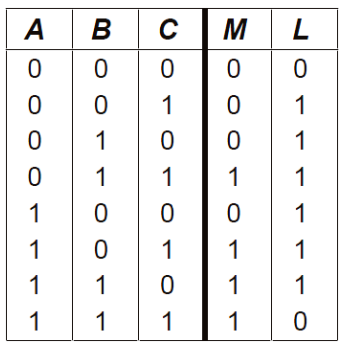 A B C M L
0 0 0 0 0
0 0 1 0 1
0 1 0 0 1
0 1 1 1 1
1 0 0 0 1
1 0 1 1 1
1 1 0 1 1
1 1 1 1 0